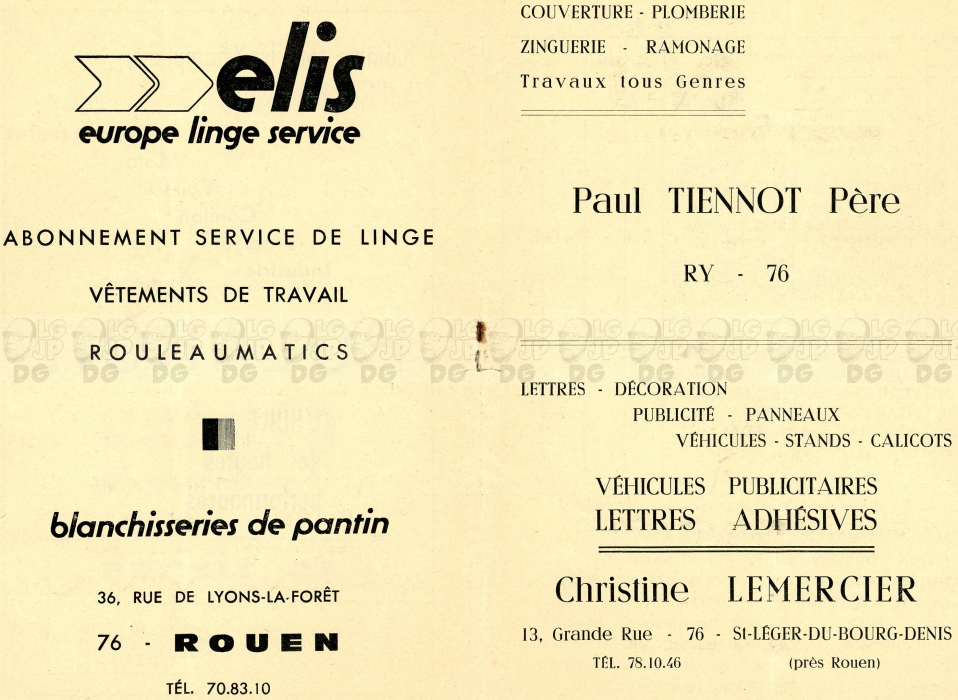 elis
europe linge service
ABONNEMENT SERVICE DE LINGE
VÊTEMENTS DE TRAVAIL
ROULEAUMATICS
blanchisseries de pantin
36, RUE DE LYONS-LA-FORÊT
76 - ROUEN
TÉL. 70.83.10
COUVERTURE - PLOMBERIE
ZINGUERIE - RAMONAGE
Travaux tous Genres
Paul TIENNOT Père
RY - 76
LETTRES - DÉCORATION
PUBLICITÉ - PANNEAUX
VÉHICULES - STANDS - CALICOTS
VÉHICULES PUBLICITAIRES
LETTRES ADHÉSIVES
Christine LEMERCIER
13, Grande Rue - 76 - St-LÉGER-DU-BOURG-DENIS
TÉL. 78.10.46 (près Rouen)